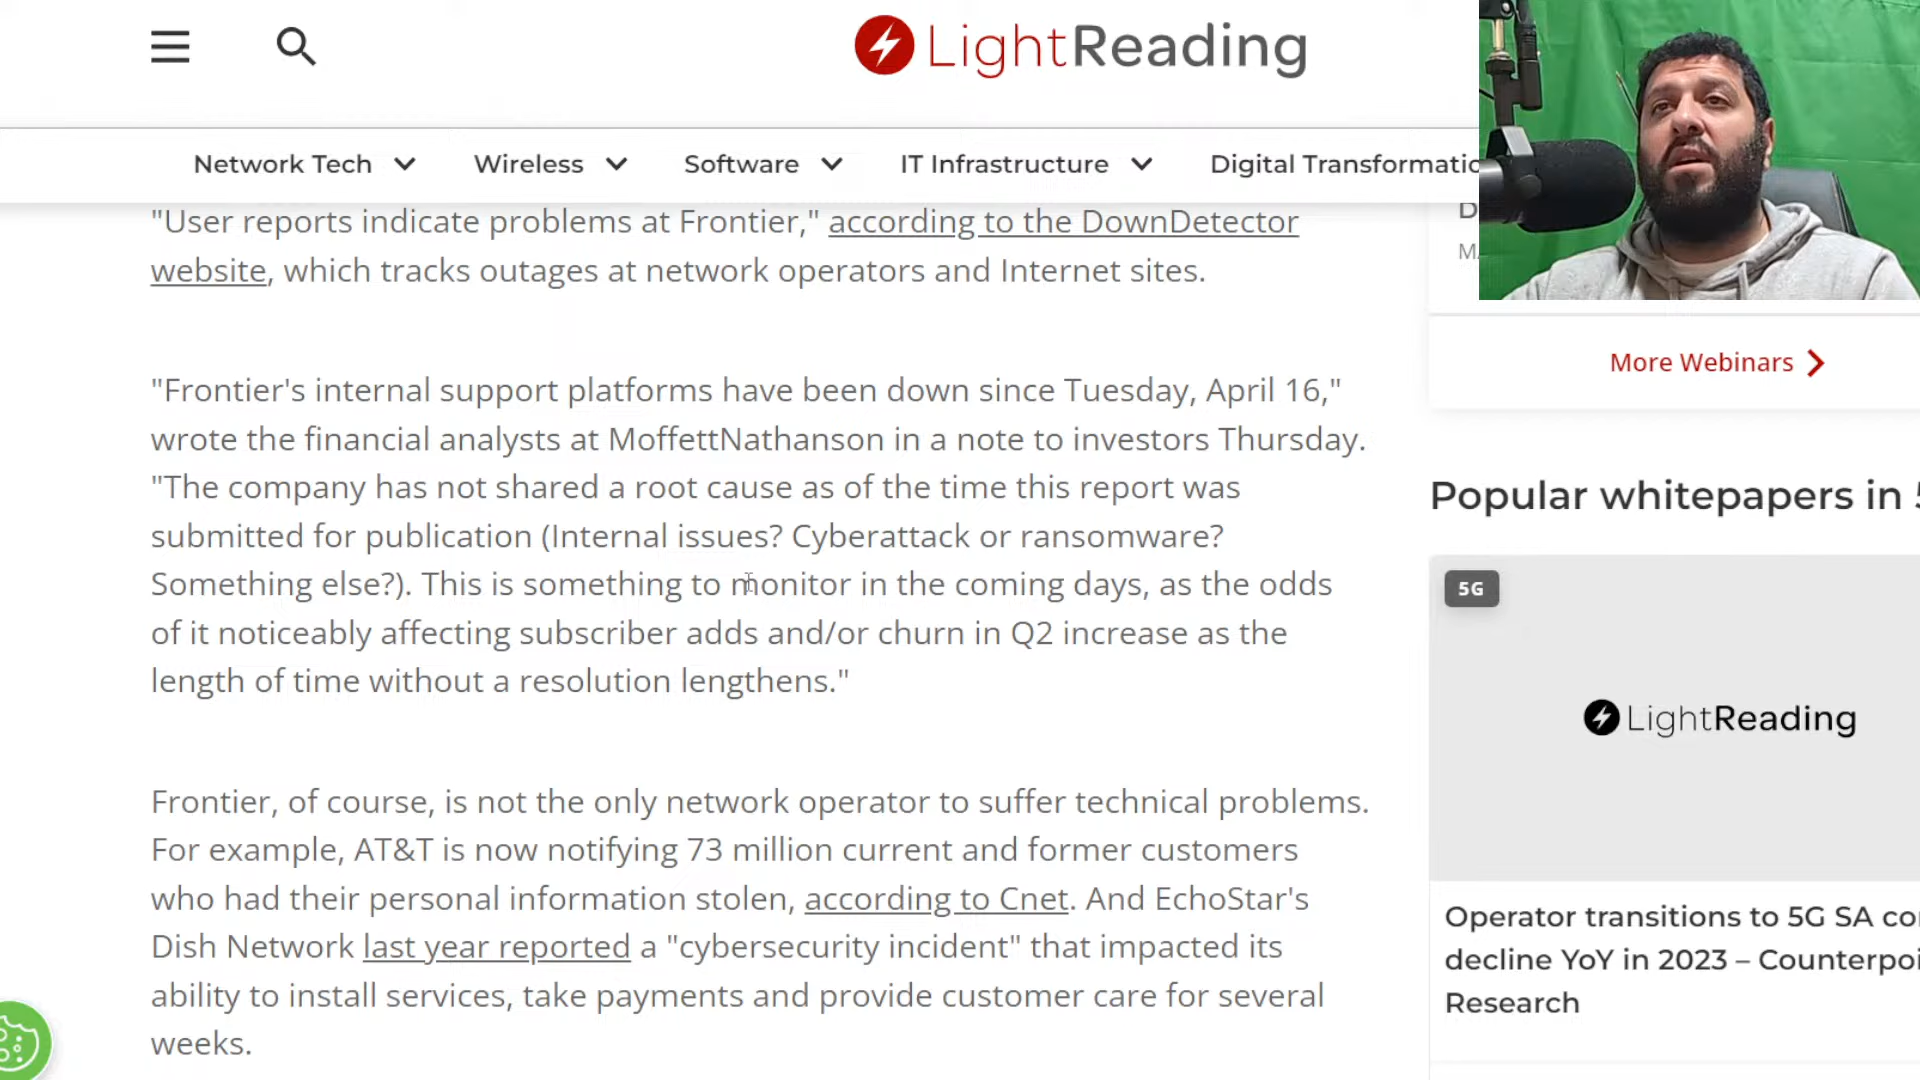 LightReading
Network Tech
Wireless
Software
IT Infrastructure
Digital Transformatio
"User reports indicate problems at Frontier," according to the DownDetector
website, which tracks outages at network operators and Internet sites.
"Frontier's internal support platforms have been down since Tuesday, April 16,"
wrote the financial analysts at MoffettNathanson in a note to investors Thursday.
"The company has not shared a root cause as of the time this report was
submitted for publication (Internal issues? Cyberattack or ransomware?
Something else?). This is something to monitor in the coming days, as the odds
of it noticeably affecting subscriber adds and/or churn in Q2 increase as the
length of time without a resolution lengthens."
Frontier, of course, is not the only network operator to suffer technical problems.
For example, AT&T is now notifying 73 million current and former customers
who had their personal information stolen, according to Cnet. And EchoStar's
Dish Network last year reported a "cybersecurity incident" that impacted its
ability to install services, take payments and provide customer care for several
weeks.
More Webinars
Popular whitepapers in
5G
LightReading
Operator transitions to 5G SA co
decline YoY in 2023 – Counterpoi
Research